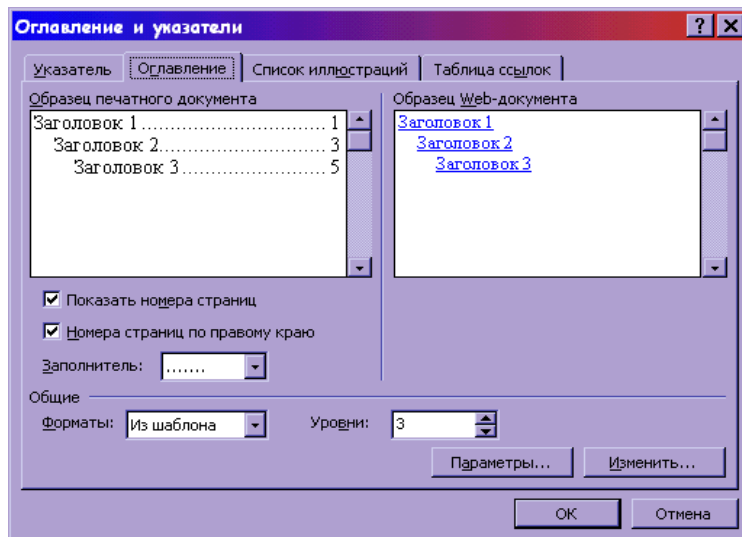 Оглавление и указатели
Указатель Оглавление Список иллюстраций Таблица ссылок
Образец печатного документа
Заголовок 1.......................... 1
Заголовок 2....................... 3
Заголовок 3.................... 5
Образец Web-документа
Заголовок 1
Заголовок 2
Заголовок 3
Показать номера страниц
Номера страниц по правому краю
Заполнитель: .......
Общие
Форматы: Из шаблона Уровни: 3
Параметры... Изменить...
ОК Отмена